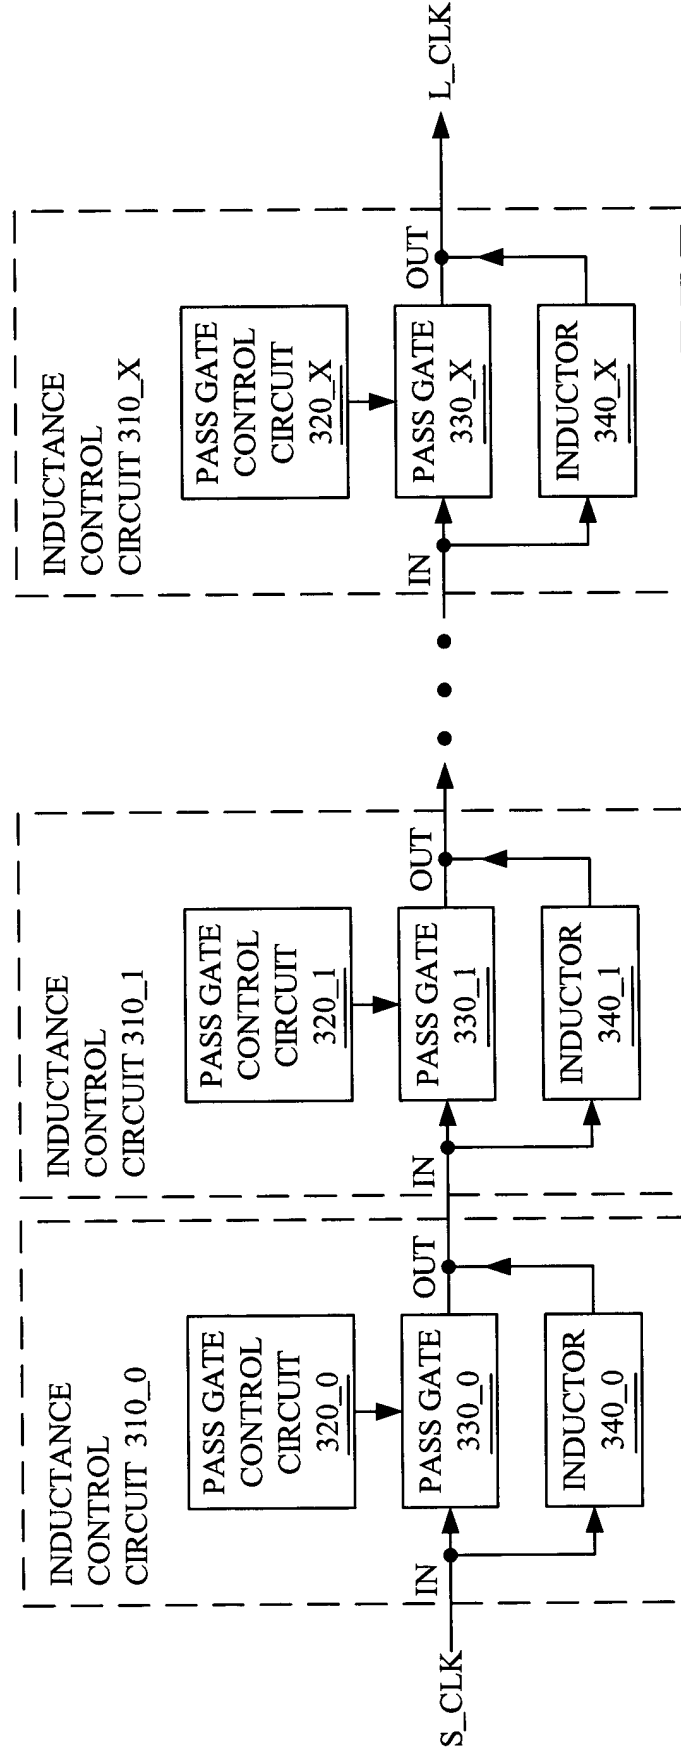 S_CLK
INDUCTANCE
CONTROL
CIRCUIT 310_0
PASS GATE
CONTROL
CIRCUIT
320_0
IN
PASS GATE
330_0
OUT
INDUCTOR
340_0
INDUCTANCE
CONTROL
CIRCUIT 310_1
PASS GATE
CONTROL
CIRCUIT
320_1
IN
PASS GATE
330_1
OUT
INDUCTOR
340_1
INDUCTANCE
CONTROL
CIRCUIT 310_X
PASS GATE
CONTROL
CIRCUIT
320_X
IN
PASS GATE
330_X
OUT
INDUCTOR
340_X
L_CLK